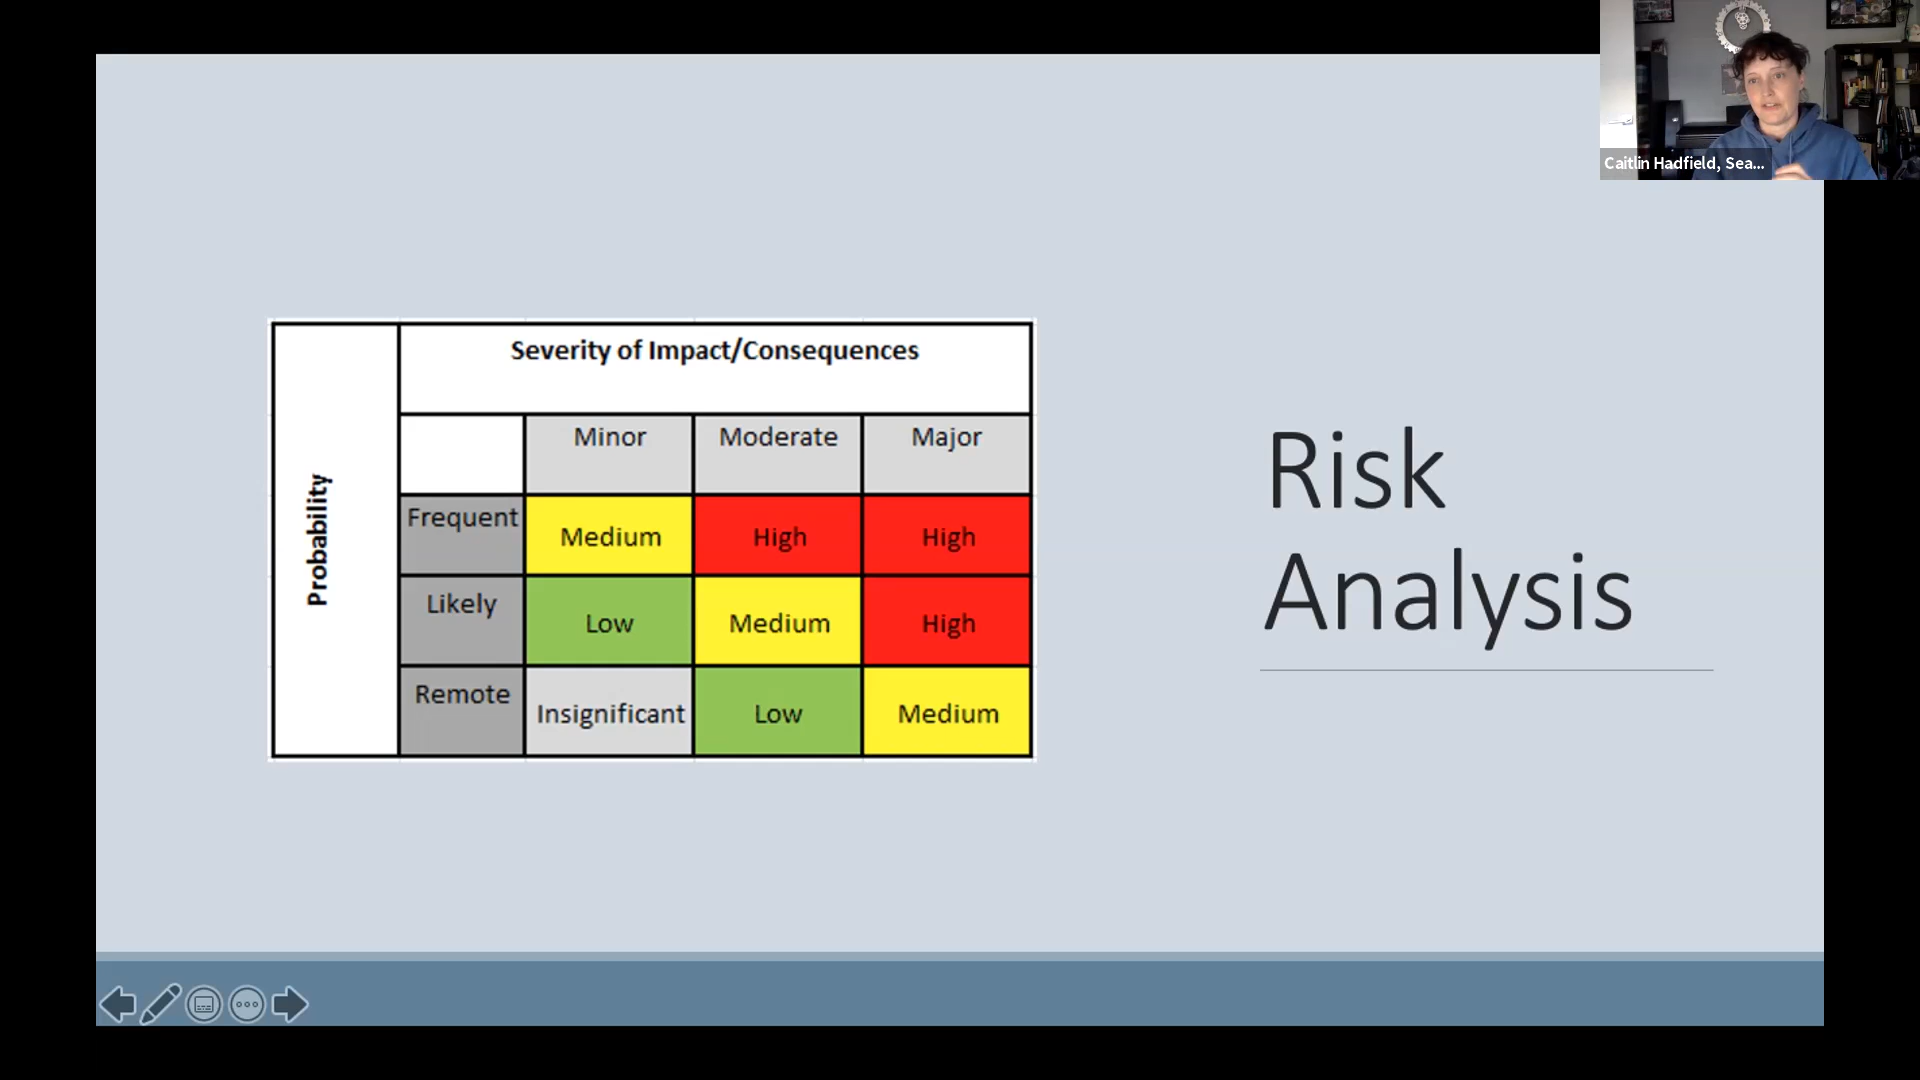 Caitlin Hadfield, Sea...
Severity of Impact/Consequences
Probability
Minor Moderate Major
Frequent Medium High High
Likely Low Medium High
Remote Insignificant Low Medium
Risk
Analysis